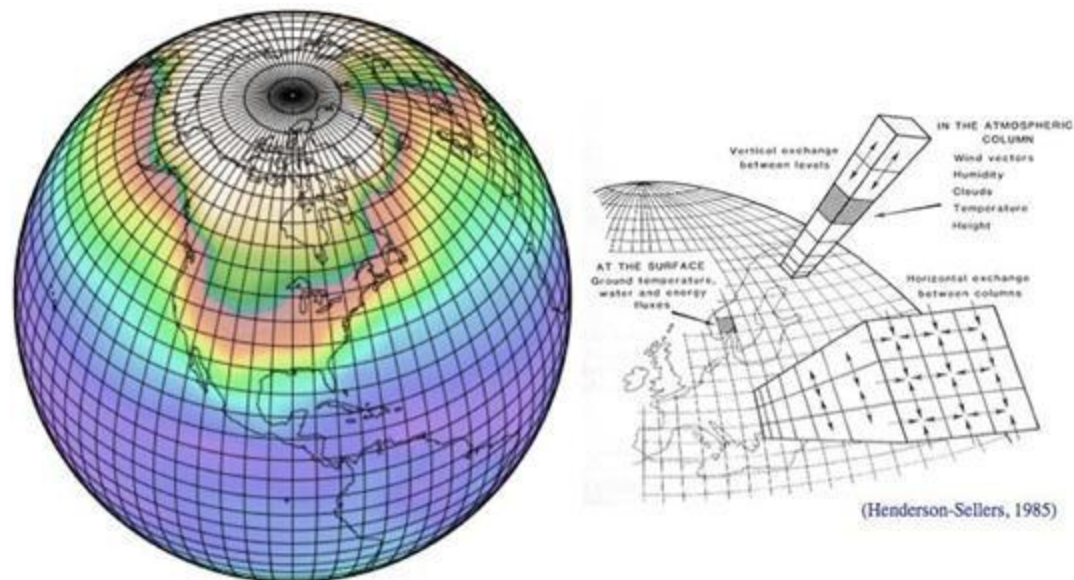 IN THE ATMOSPHERIC
COLUMN
Wind vectors
Humidity
Clouds
Temperature
Height
Vertical exchange
between levels
AT THE SURFACE
Ground temperature,
water and energy
fluxes
Horizontal exchange
between columns
(Henderson-Sellers, 1985)